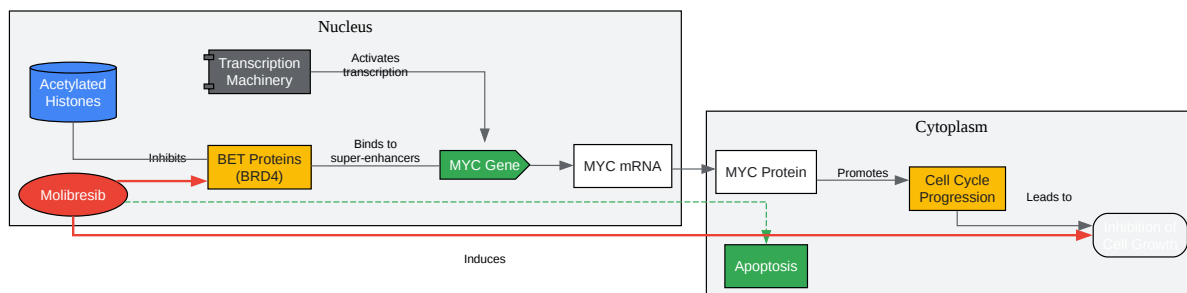 Nucleus
Transcription
Machinery
Activates
transcription
Acetylated
Histones
Inhibits
BET Proteins
(BRD4)
Binds to
super-enhancers
MYC Gene
MYC mRNA
Molibresib
Cytoplasm
MYC Protein
Promotes
Cell Cycle
Progression
Leads to
Inhibition of
Cell Growth
Apoptosis
Induces